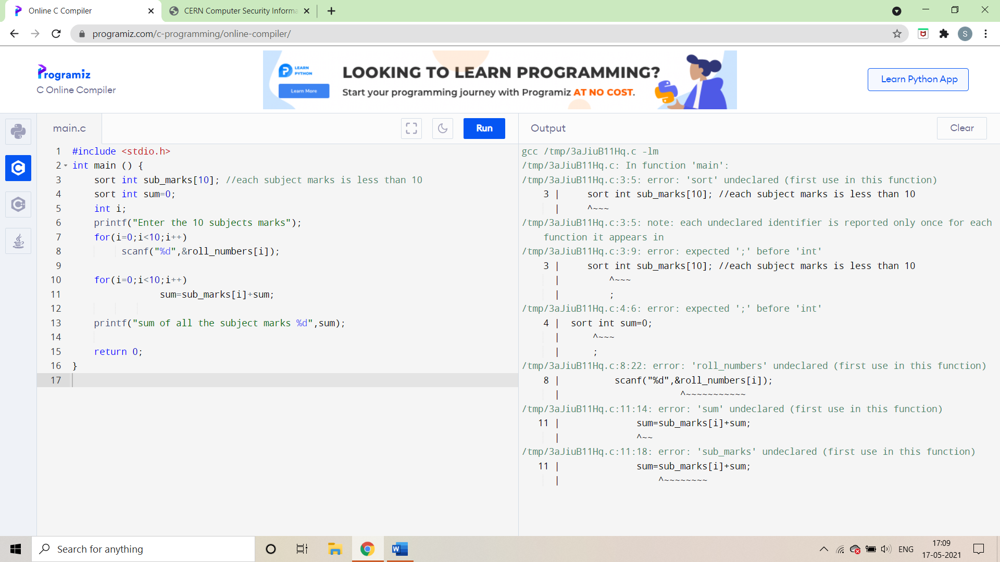 Online C Compiler
CERN Computer Security Informa
programiz.com/c-programming/online-compiler/
S
Programiz
C Online Compiler
LEARN
PYTHON
Learn More
LOOKING TO LEARN PROGRAMMING?
Start your programming journey with Programiz AT NO COST.
Learn Python App
main.c
Run
Output
Clear
1 #include <stdio.h>
2 int main () {
3 sort int sub_marks[10]; //each subject marks is less than 10
4 sort int sum=0;
5 int i;
6 printf("Enter the 10 subjects marks");
7 for(i=0;i<10;i++)
8 scanf("%d",&roll_numbers[i]);
9
10 for(i=0;i<10;i++)
11 sum=sub_marks[i]+sum;
12
13 printf("sum of all the subject marks %d",sum);
14
15 return 0;
16 }
17
gcc /tmp/3aJiuB11Hq.c -lm
/tmp/3aJiuB11Hq.c: In function 'main':
/tmp/3aJiuB11Hq.c:3:5: error: 'sort' undeclared (first use in this function)
3 | sort int sub_marks[10]; //each subject marks is less than 10
| ^~~~
/tmp/3aJiuB11Hq.c:3:5: note: each undeclared identifier is reported only once for each
function it appears in
/tmp/3aJiuB11Hq.c:3:9: error: expected ';' before 'int'
3 | sort int sub_marks[10]; //each subject marks is less than 10
| ^~~~
| ;
/tmp/3aJiuB11Hq.c:4:6: error: expected ';' before 'int'
4 | sort int sum=0;
| ^~~~
| ;
/tmp/3aJiuB11Hq.c:8:22: error: 'roll_numbers' undeclared (first use in this function)
8 | scanf("%d",&roll_numbers[i]);
| ^~~~~~~~~~~~
/tmp/3aJiuB11Hq.c:11:14: error: 'sum' undeclared (first use in this function)
11 | sum=sub_marks[i]+sum;
| ^~~
/tmp/3aJiuB11Hq.c:11:18: error: 'sub_marks' undeclared (first use in this function)
11 | sum=sub_marks[i]+sum;
| ^~~~~~~~~
Search for anything
W
ENG
17:09
17-05-2021